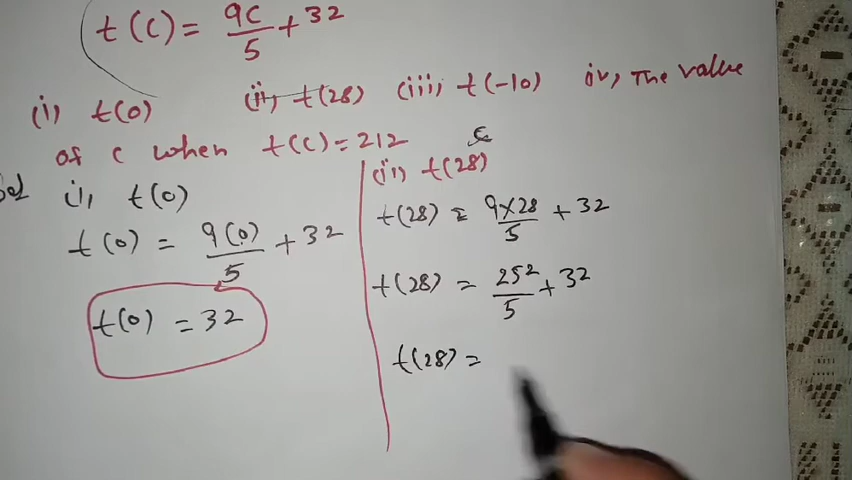 t(C) = 9C/5 + 32
(i) t(0) (ii) t(28) (iii) t(-10) iv) The value
of c when t(C) = 212
Sol i) t(0)
t(0) = 9(0)/5 + 32
t(0) = 32
(ii) t(28)
t(28) = 9×28/5 + 32
t(28) = 252/5 + 32
t(28) =